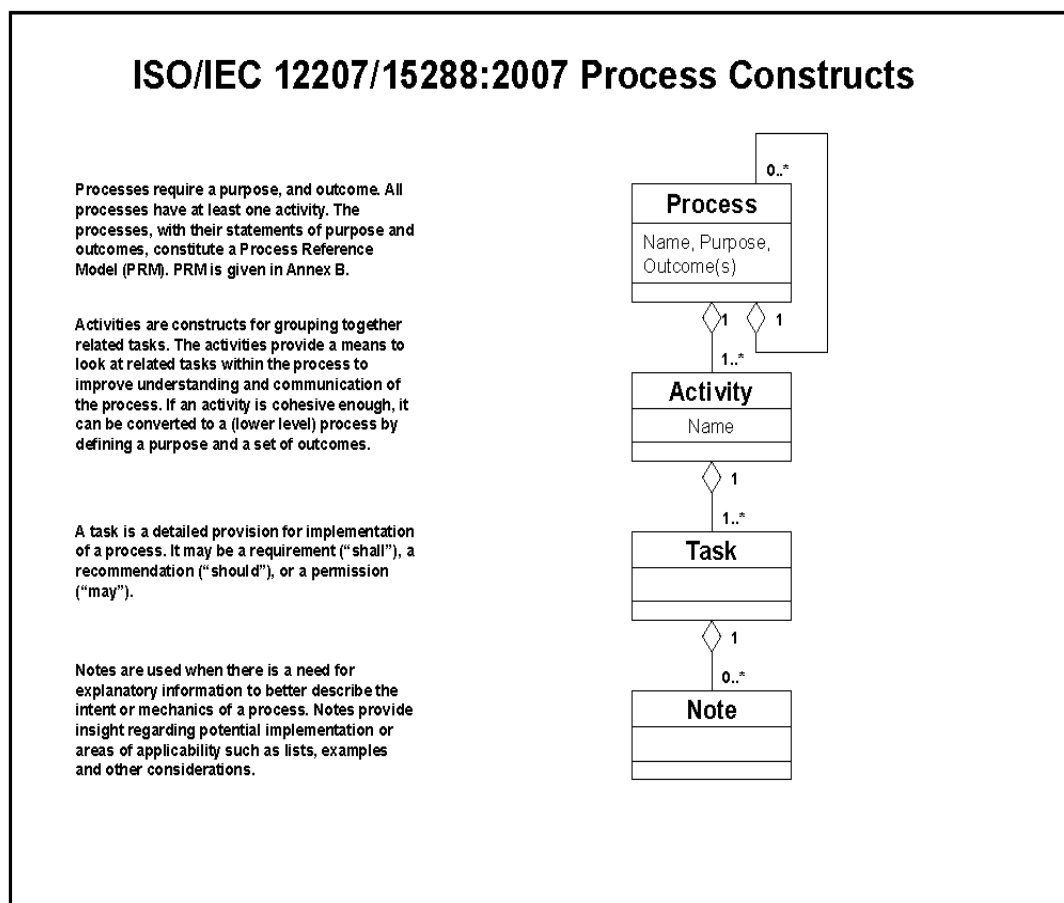 ISO/IEC 12207/15288:2007 Process Constructs
Processes require a purpose, and outcome. All
processes have at least one activity. The
processes, with their statements of purpose and
outcomes, constitute a Process Reference
Model (PRM). PRM is given in Annex B.
Activities are constructs for grouping together
related tasks. The activities provide a means to
look at related tasks within the process to
improve understanding and communication of
the process. If an activity is cohesive enough, it
can be converted to a (lower level) process by
defining a purpose and a set of outcomes.
A task is a detailed provision for implementation
of a process. It may be a requirement (“shall”), a
recommendation (“should”), or a permission
(“may”).
Notes are used when there is a need for
explanatory information to better describe the
intent or mechanics of a process. Notes provide
insight regarding potential implementation or
areas of applicability such as lists, examples
and other considerations.
0..*
Process
Name, Purpose,
Outcome(s)
1
1
1..*
Activity
Name
1
1..*
Task
1
0..*
Note